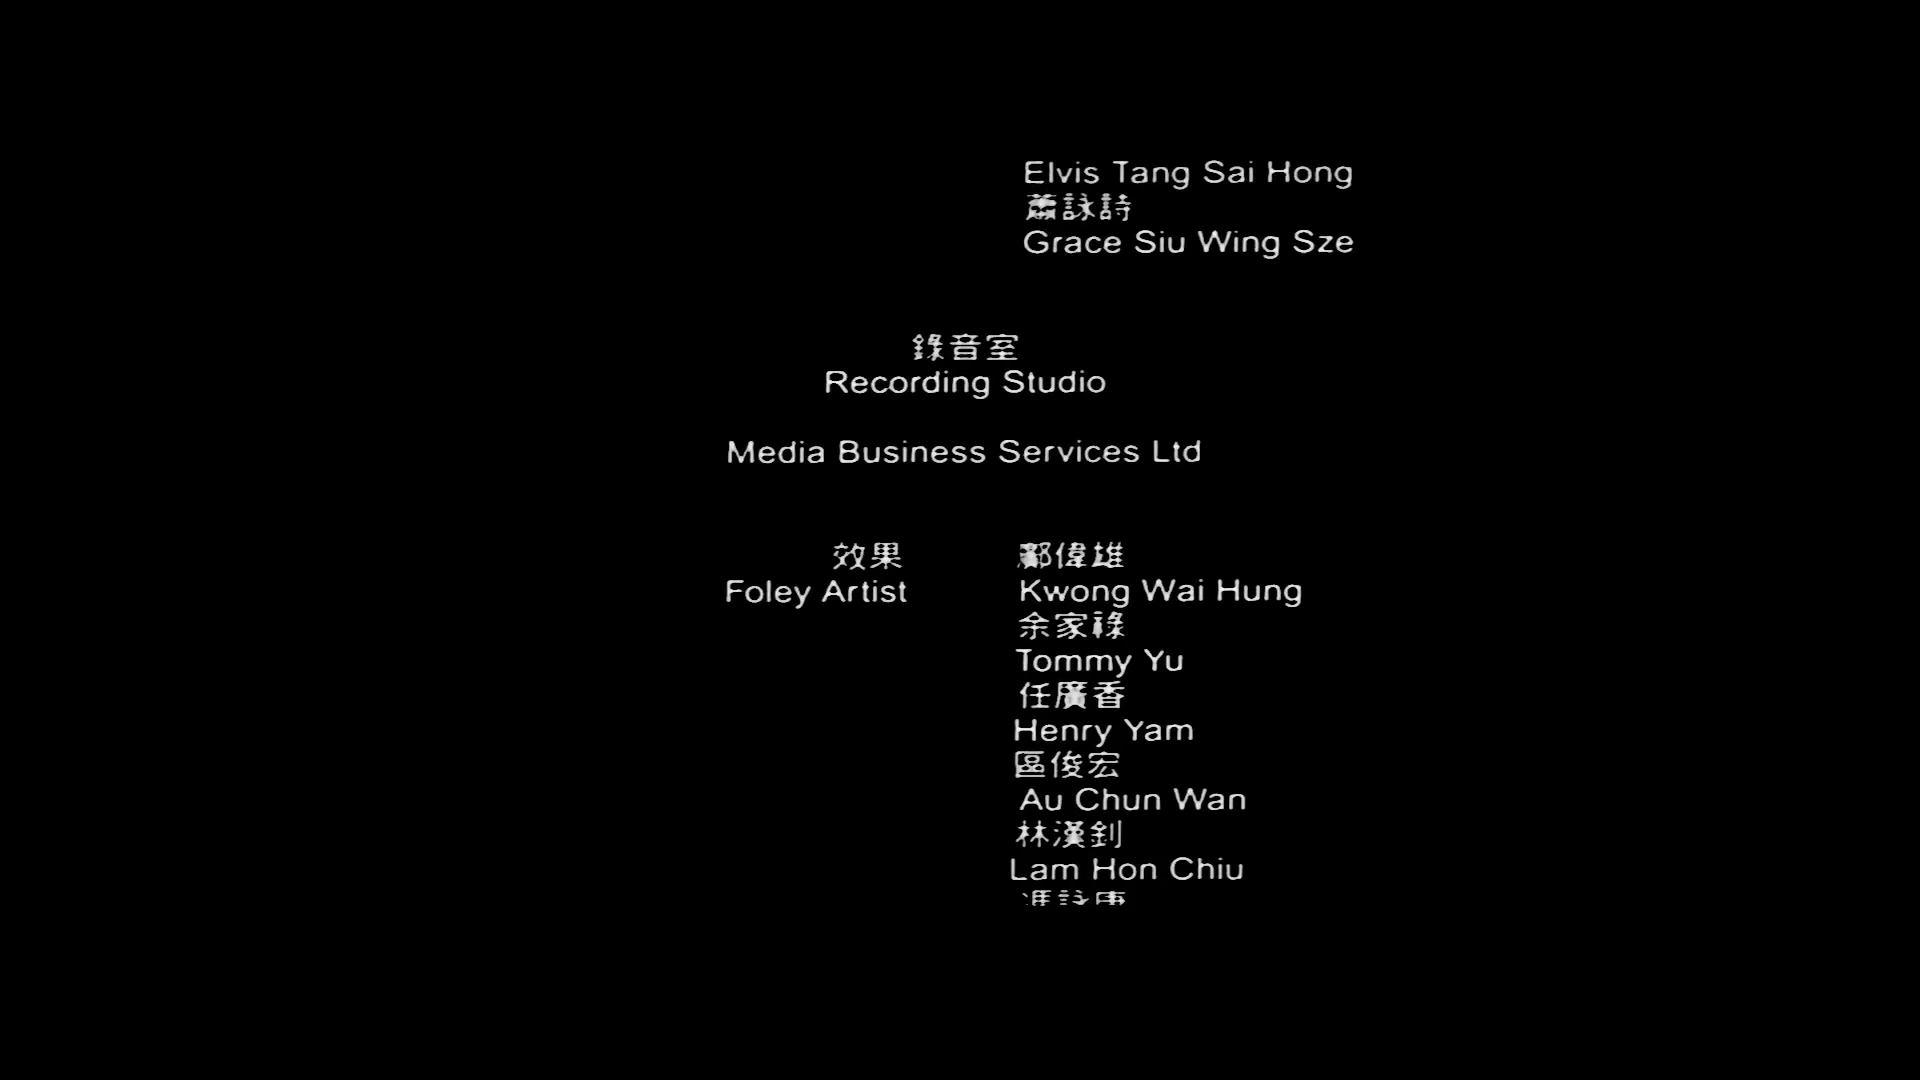 Elvis Tang Sai Hong
蕭詠詩
Grace Siu Wing Sze
錄音室
Recording Studio
Media Business Services Ltd
效果 鄺偉雄
Foley Artist Kwong Wai Hung
余家祿
Tommy Yu
任廣香
Henry Yam
區俊宏
Au Chun Wan
林漢釗
Lam Hon Chiu